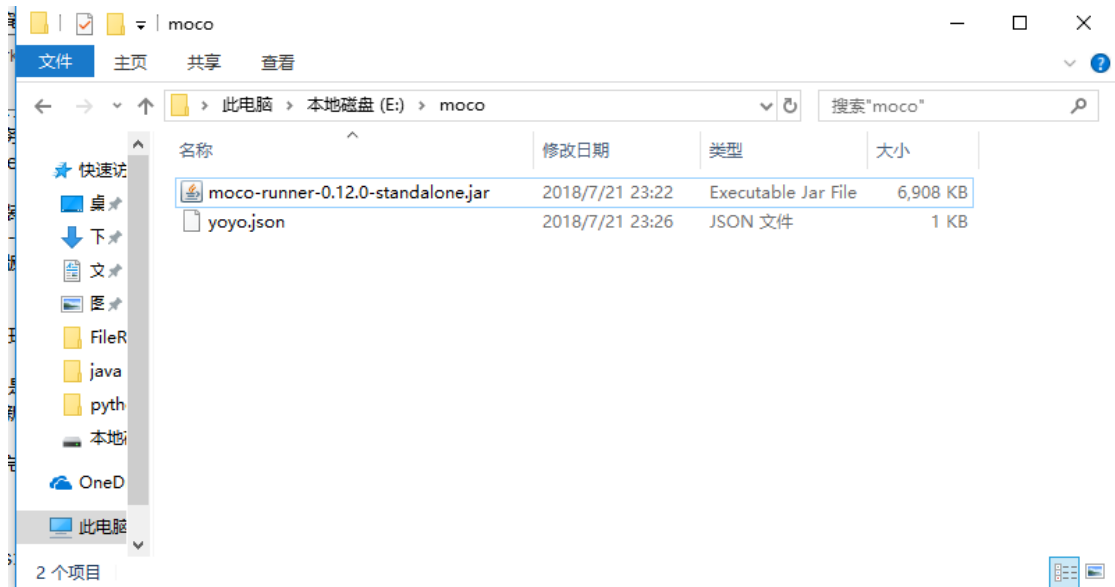 moco
文件 主页 共享 查看
此电脑 本地磁盘 (E:) moco 搜索"moco"
名称 修改日期 类型 大小
快速访
moco-runner-0.12.0-standalone.jar 2018/7/21 23:22 Executable Jar File 6,908 KB
桌
yoyo.json 2018/7/21 23:26 JSON 文件 1 KB
下
文
图
FileR
java
pyth
本地
OneD
此电脑
2 个项目